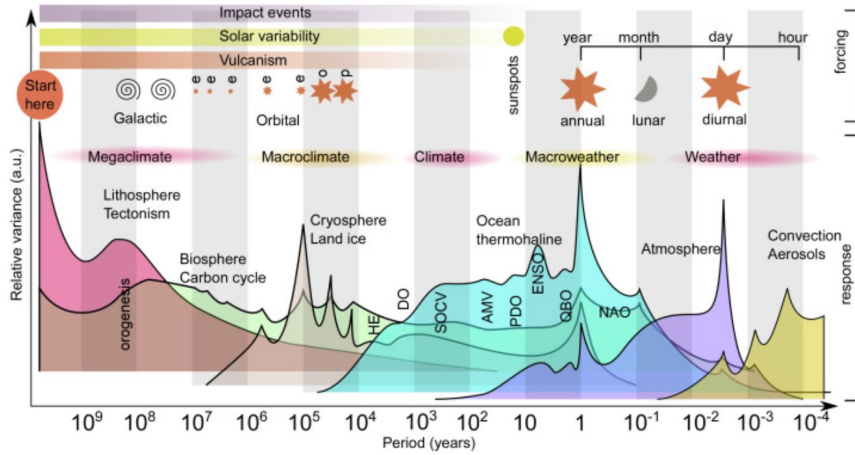 Impact events
Solar variability
Vulcanism
Start
here
e e e e e o p
sunspots
year month day hour
forcing
Galactic
Orbital
annual
lunar
diurnal
Megaclimate
Macroclimate
Climate
Macroweather
Weather
Relative variance (a.u.)
Lithosphere
Tectonism
Biosphere
Carbon cycle
Cryosphere
Land ice
Ocean
thermohaline
Atmosphere
Convection
Aerosols
response
orogenesis
HE
DO
SOCV
AMV
PDO
ENSO
QBO
NAO
10⁹ 10⁸ 10⁷ 10⁶ 10⁵ 10⁴ 10³ 10² 10 1 10⁻¹ 10⁻² 10⁻³ 10⁻⁴
Period (years)